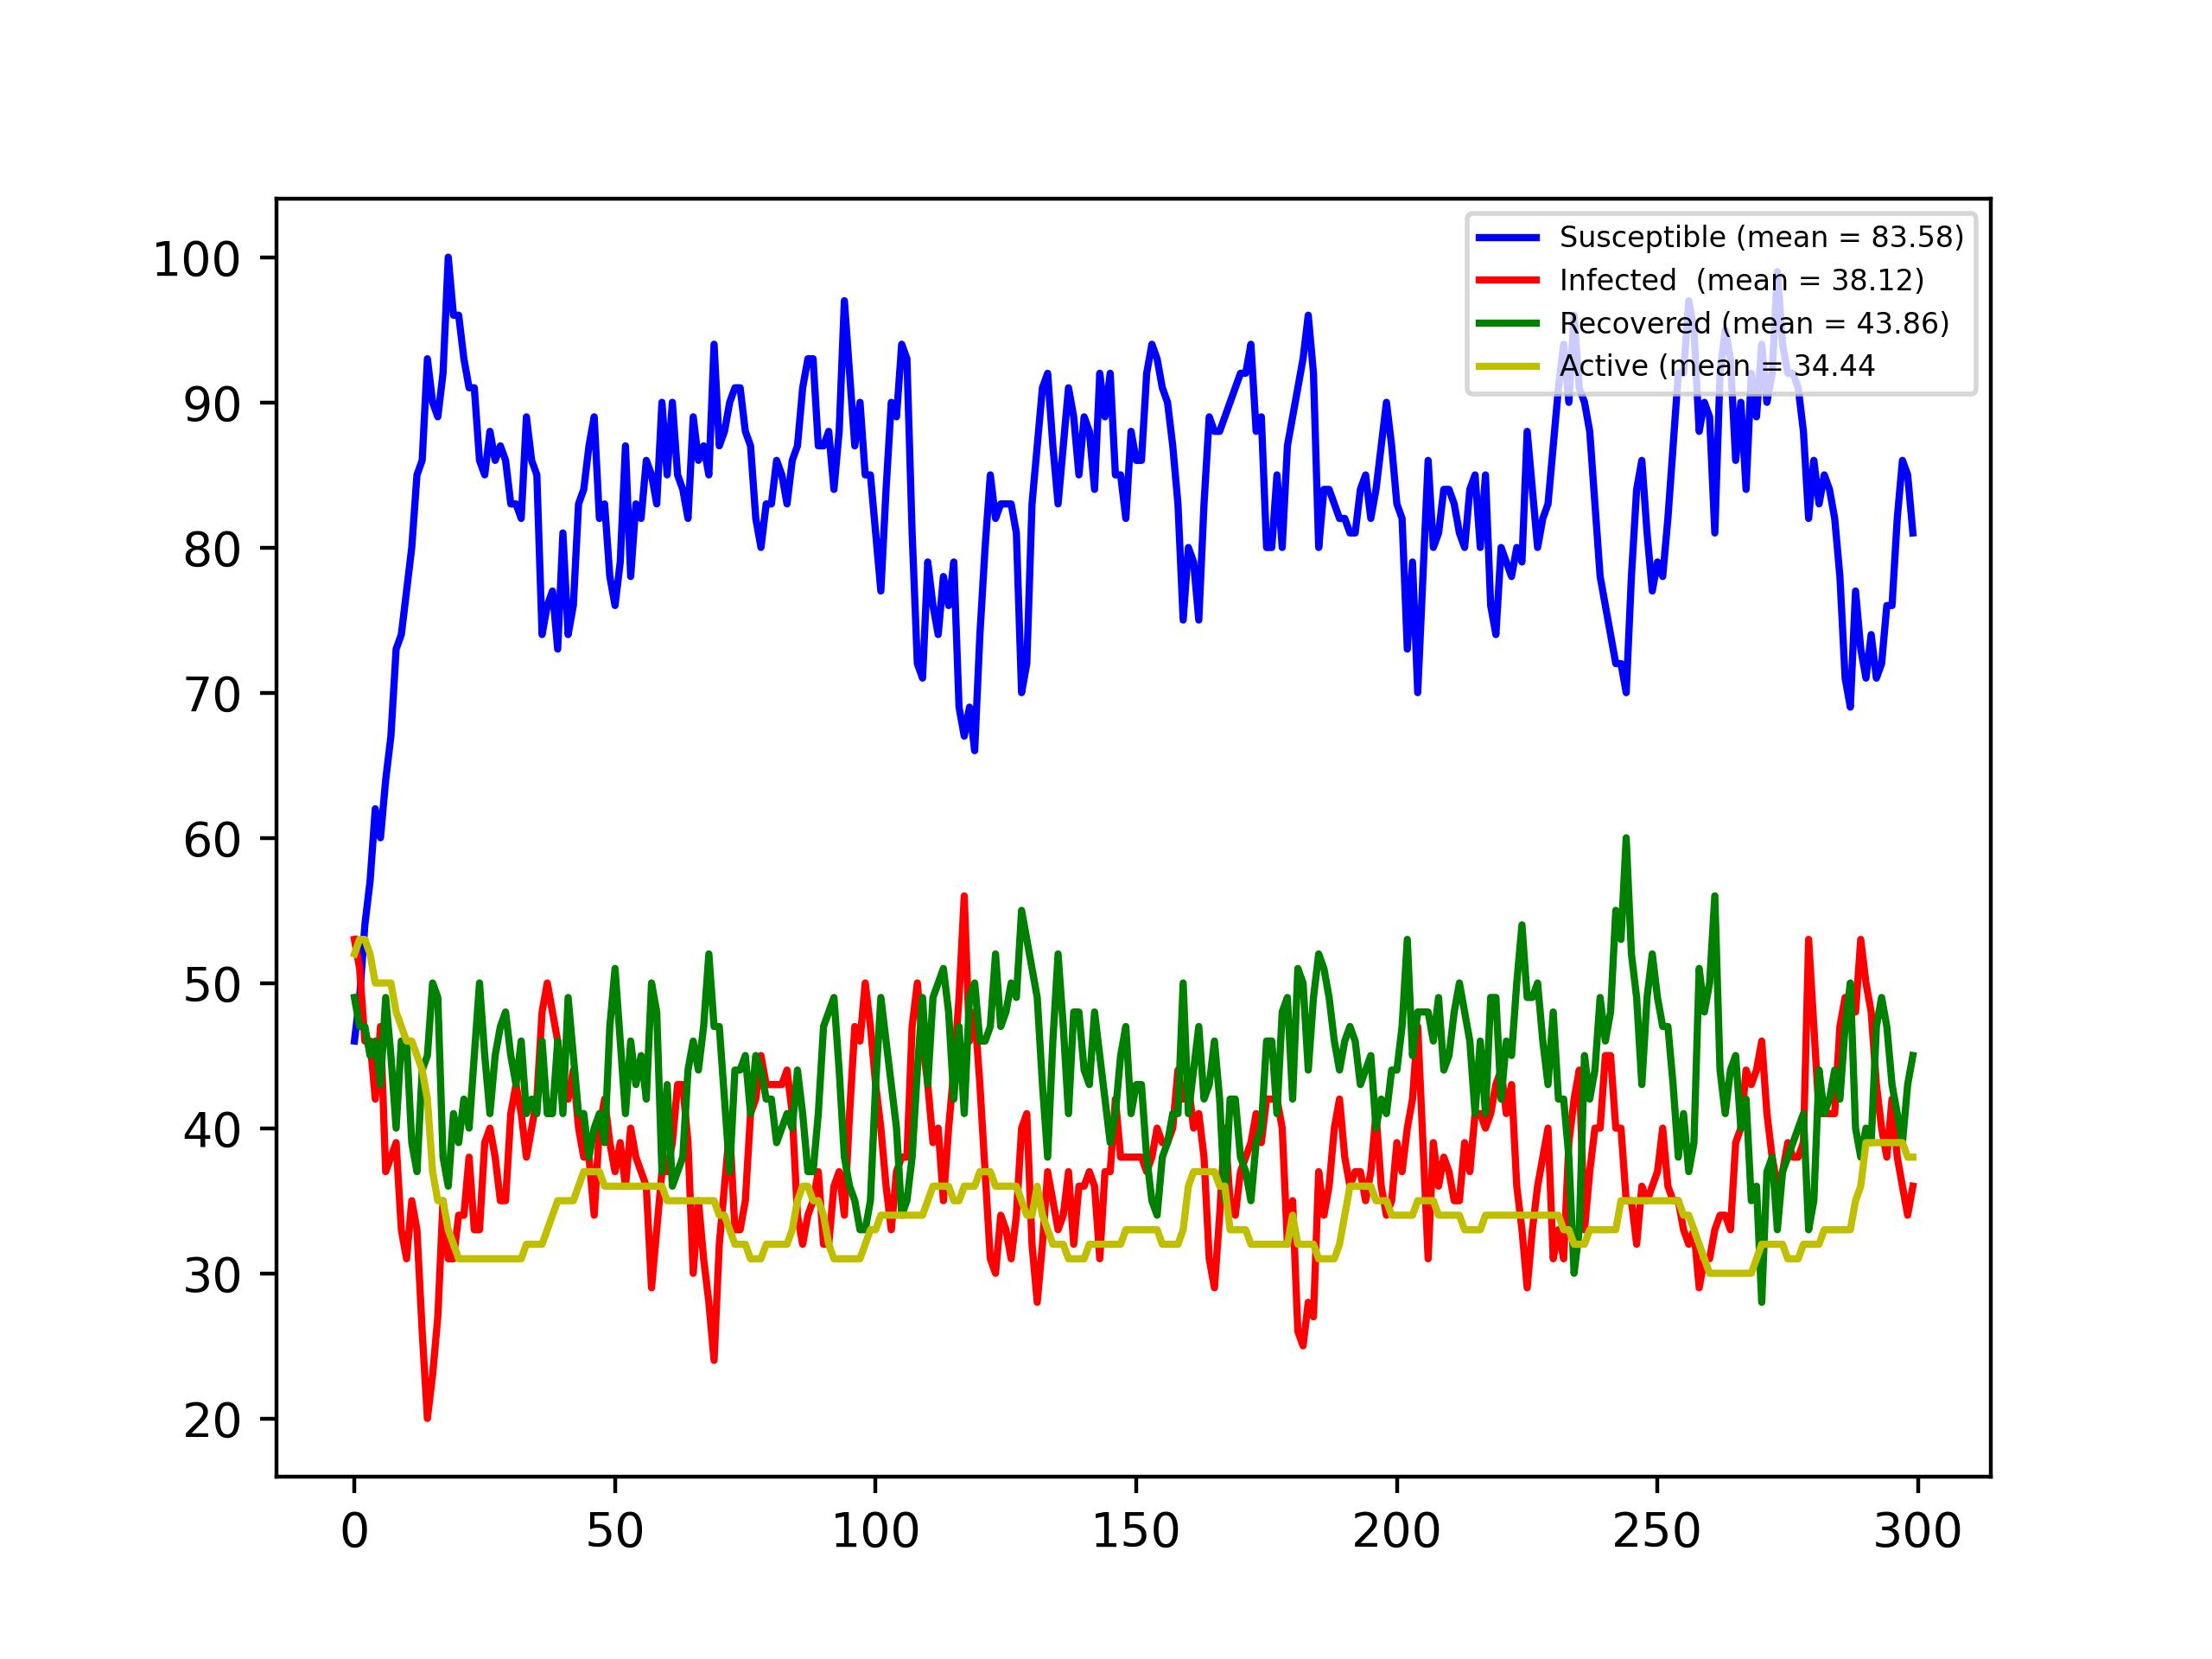 Susceptible (mean = 83.58)
Infected  (mean = 38.12)
Recovered (mean = 43.86)
Active (mean = 34.44
100
90
80
70
60
50
40
30
20
0 50 100 150 200 250 300